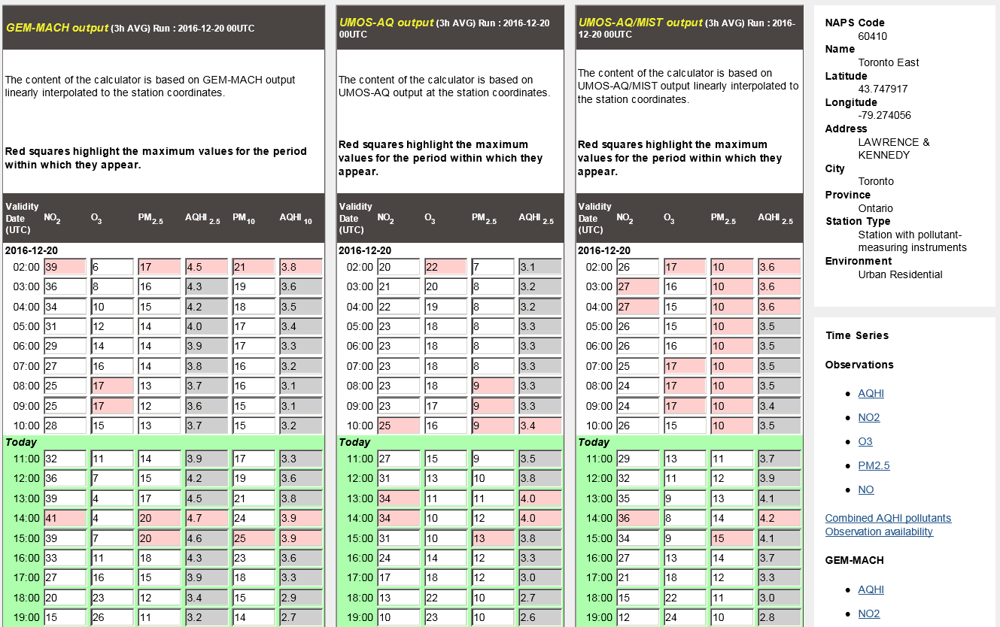 GEM-MACH output (3h AVG) Run : 2016-12-20 00UTC
The content of the calculator is based on GEM-MACH output
linearly interpolated to the station coordinates.
Red squares highlight the maximum values for the period
within which they appear.
Validity Date (UTC) NO2 O3 PM2.5 AQHI 2.5 PM10 AQHI 10
2016-12-20
02:00 39 6 17 4.5 21 3.8
03:00 36 8 16 4.3 19 3.6
04:00 34 10 15 4.2 18 3.5
05:00 31 12 14 4.0 17 3.4
06:00 29 14 14 3.9 17 3.3
07:00 27 16 14 3.8 16 3.2
08:00 25 17 13 3.7 16 3.1
09:00 25 17 12 3.6 15 3.1
10:00 28 15 13 3.7 15 3.2
Today
11:00 32 11 14 3.9 17 3.3
12:00 36 7 15 4.2 19 3.6
13:00 39 4 17 4.5 21 3.8
14:00 41 4 20 4.7 24 3.9
15:00 39 7 20 4.6 25 3.9
16:00 33 11 18 4.3 23 3.6
17:00 27 16 15 3.9 18 3.3
18:00 20 23 12 3.4 15 2.9
19:00 15 26 11 3.2 14 2.7
UMOS-AQ output (3h AVG) Run : 2016-12-20
00UTC
The content of the calculator is based on
UMOS-AQ output at the station coordinates.
Red squares highlight the maximum
values for the period within which they
appear.
Validity Date (UTC) NO2 O3 PM2.5 AQHI 2.5
2016-12-20
02:00 20 22 7 3.1
03:00 21 20 8 3.2
04:00 22 19 8 3.2
05:00 23 18 8 3.3
06:00 23 18 8 3.3
07:00 23 18 8 3.3
08:00 23 18 9 3.3
09:00 23 17 9 3.3
10:00 25 16 9 3.4
Today
11:00 27 15 9 3.5
12:00 31 13 10 3.8
13:00 34 11 11 4.0
14:00 34 10 12 4.0
15:00 31 10 13 3.8
16:00 24 14 12 3.3
17:00 17 18 12 3.0
18:00 13 22 10 2.7
19:00 10 23 10 2.6
UMOS-AQ/MIST output (3h AVG) Run : 2016-
12-20 00UTC
The content of the calculator is based on
UMOS-AQ/MIST output linearly interpolated to
the station coordinates.
Red squares highlight the maximum
values for the period within which they
appear.
Validity Date (UTC) NO2 O3 PM2.5 AQHI 2.5
2016-12-20
02:00 26 17 10 3.6
03:00 27 16 10 3.6
04:00 27 15 10 3.6
05:00 26 15 10 3.5
06:00 26 16 10 3.5
07:00 25 17 10 3.5
08:00 24 17 10 3.5
09:00 24 17 10 3.4
10:00 26 15 10 3.5
Today
11:00 29 13 11 3.7
12:00 32 11 12 3.9
13:00 35 9 13 4.1
14:00 36 8 14 4.2
15:00 34 9 15 4.1
16:00 27 13 14 3.7
17:00 21 18 12 3.3
18:00 15 22 11 3.0
19:00 12 24 10 2.8
NAPS Code
60410
Name
Toronto East
Latitude
43.747917
Longitude
-79.274056
Address
LAWRENCE &
KENNEDY
City
Toronto
Province
Ontario
Station Type
Station with pollutant-
measuring instruments
Environment
Urban Residential
Time Series
Observations
AQHI
NO2
O3
PM2.5
NO
Combined AQHI pollutants
Observation availability
GEM-MACH
AQHI
NO2